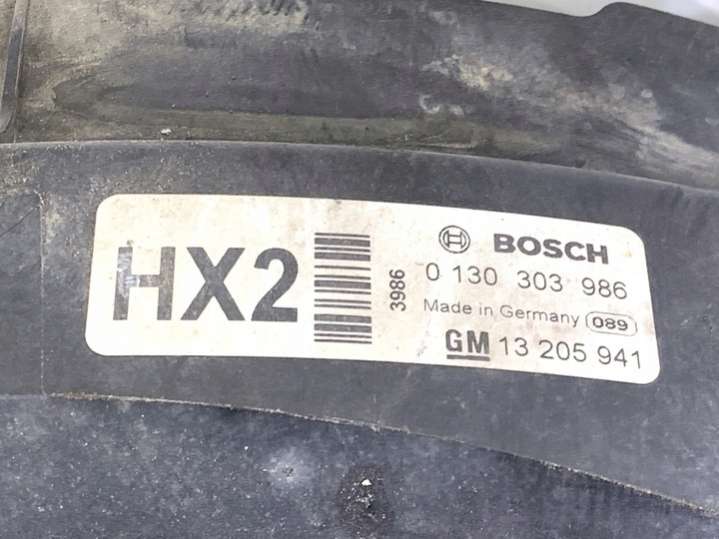 HX2
3986
BOSCH
0 130 303 986
Made in Germany 089
GM 13 205 941